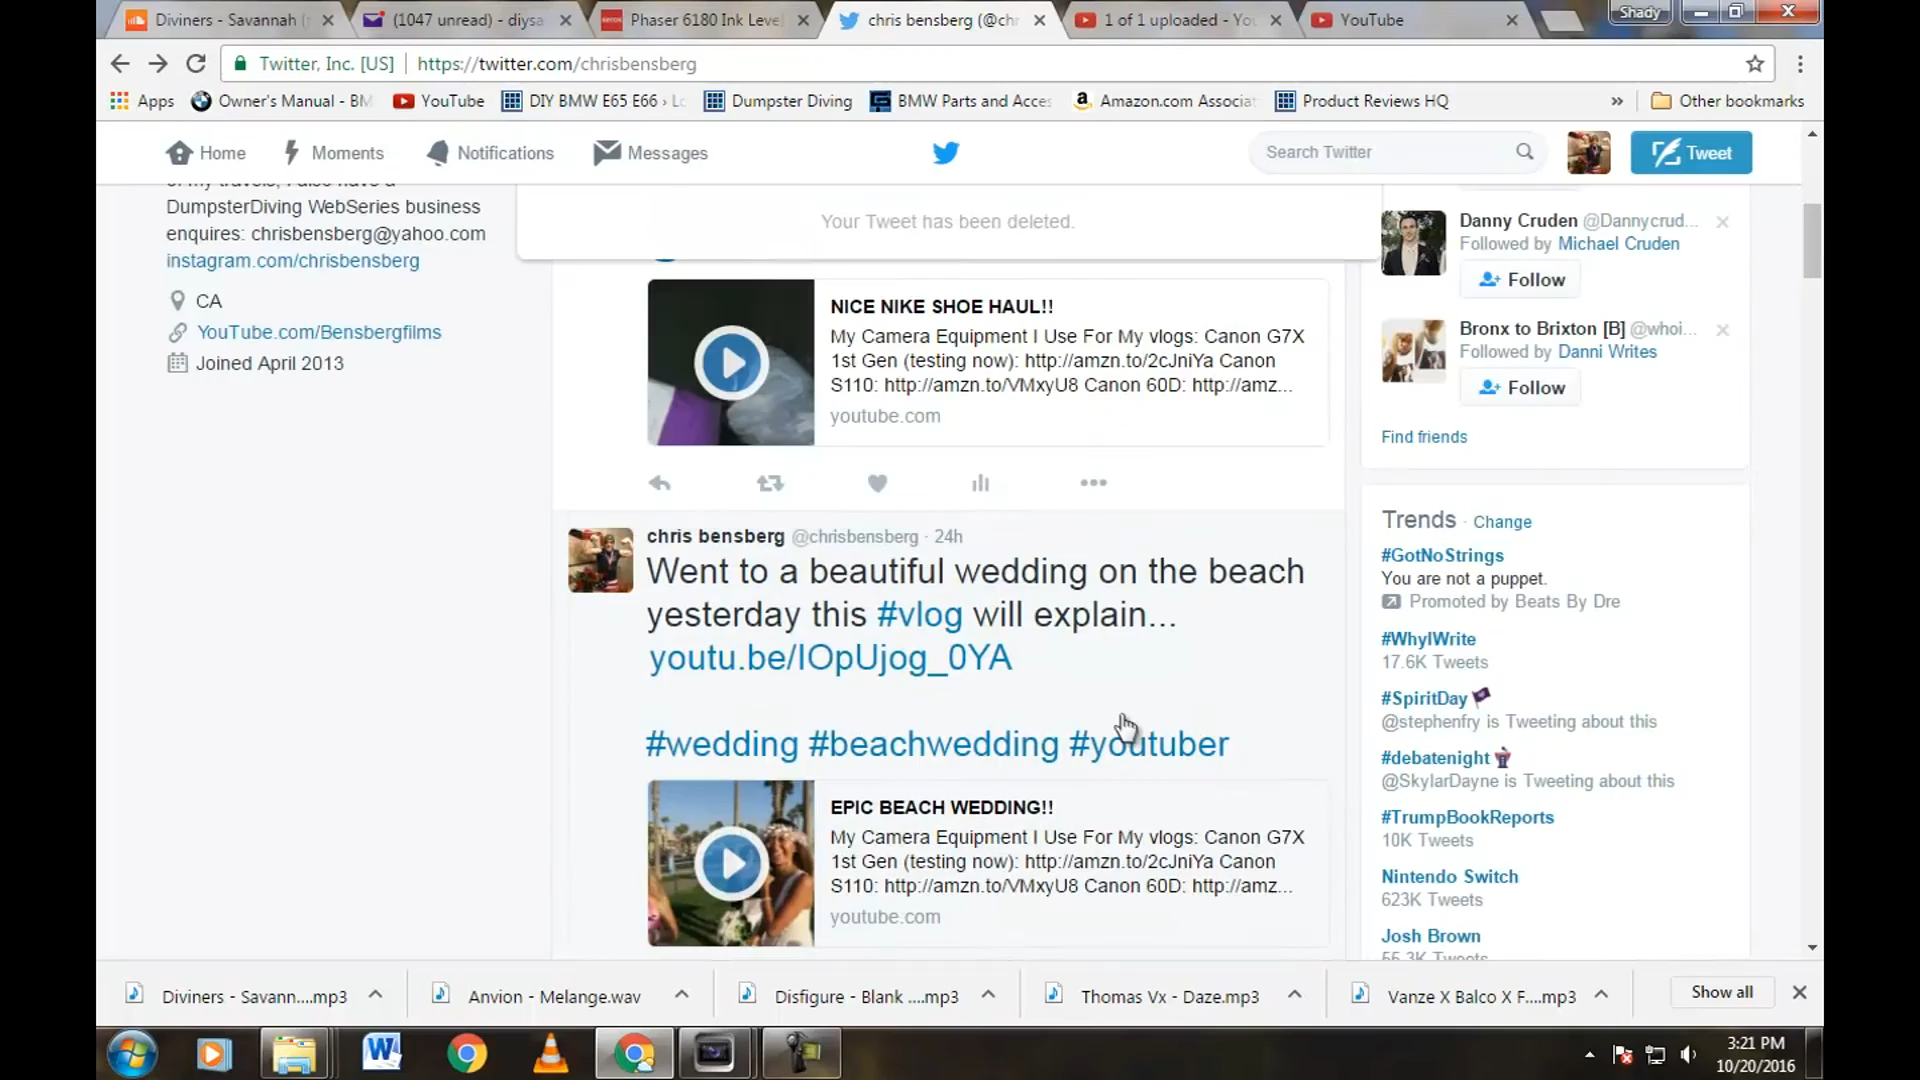 Diviners - Savannah (
(1047 unread) - diysa
Phaser 6180 Ink Leve
chris bensberg (@ch
1 of 1 uploaded - Yo
YouTube
Shady
Twitter, Inc. [US] | https://twitter.com/chrisbensberg
Apps
Owner's Manual - BM
YouTube
DIY BMW E65 E66 › L
Dumpster Diving
BMW Parts and Acces
Amazon.com Associat
Product Reviews HQ
»
Other bookmarks
Home
Moments
Notifications
Messages
Search Twitter
Tweet
of my travels, I also have a
DumpsterDiving WebSeries business
enquires: chrisbensberg@yahoo.com
instagram.com/chrisbensberg
CA
YouTube.com/Bensbergfilms
Joined April 2013
Your Tweet has been deleted.
NICE NIKE SHOE HAUL!!
My Camera Equipment I Use For My vlogs: Canon G7X
1st Gen (testing now): http://amzn.to/2cJniYa Canon
S110: http://amzn.to/VMxyU8 Canon 60D: http://amz...
youtube.com
chris bensberg @chrisbensberg · 24h
Went to a beautiful wedding on the beach
yesterday this #vlog will explain...
youtu.be/IOpUjog_0YA
#wedding #beachwedding #youtuber
EPIC BEACH WEDDING!!
My Camera Equipment I Use For My vlogs: Canon G7X
1st Gen (testing now): http://amzn.to/2cJniYa Canon
S110: http://amzn.to/VMxyU8 Canon 60D: http://amz...
youtube.com
Danny Cruden @Dannycrud...
Followed by Michael Cruden
Follow
Bronx to Brixton [B] @whoi...
Followed by Danni Writes
Follow
Find friends
Trends · Change
#GotNoStrings
You are not a puppet.
Promoted by Beats By Dre
#WhyIWrite
17.6K Tweets
#SpiritDay
@stephenfry is Tweeting about this
#debatenight
@SkylarDayne is Tweeting about this
#TrumpBookReports
10K Tweets
Nintendo Switch
623K Tweets
Josh Brown
55.3K Tweets
Diviners - Savann....mp3
Anvion - Melange.wav
Disfigure - Blank ....mp3
Thomas Vx - Daze.mp3
Vanze X Balco X F....mp3
Show all
3:21 PM
10/20/2016